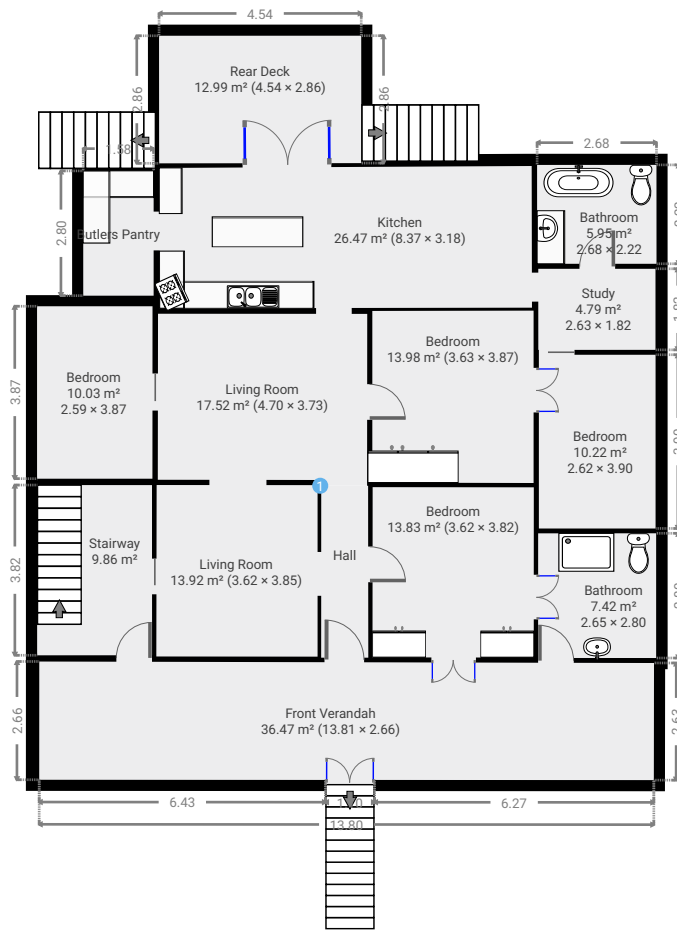 4.54
Rear Deck
12.99 m² (4.54 × 2.86)
2.86
2.86
1.58
2.68
Bathroom
5.95 m²
2.68 × 2.22
Kitchen
26.47 m² (8.37 × 3.18)
2.80
Butlers Pantry
Study
4.79 m²
2.63 × 1.82
Bedroom
13.98 m² (3.63 × 3.87)
3.87
Bedroom
10.03 m²
2.59 × 3.87
Living Room
17.52 m² (4.70 × 3.73)
Bedroom
10.22 m²
2.62 × 3.90
1
Bedroom
13.83 m² (3.62 × 3.82)
Stairway
9.86 m²
Hall
3.82
Living Room
13.92 m² (3.62 × 3.85)
Bathroom
7.42 m²
2.65 × 2.80
Front Verandah
36.47 m² (13.81 × 2.66)
2.66
2.63
6.43
6.27
13.80